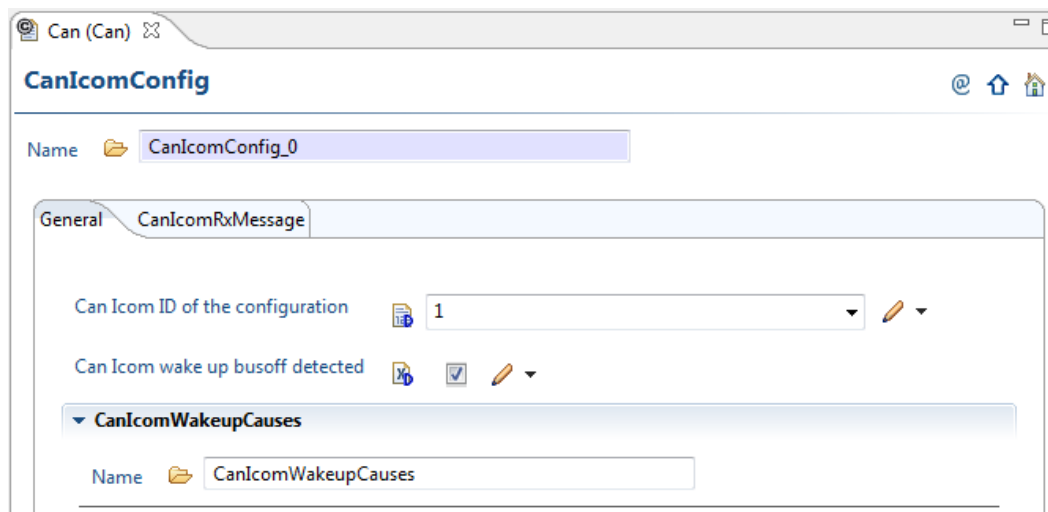 Can (Can)
CanIcomConfig
Name CanIcomConfig_0
General CanIcomRxMessage
Can Icom ID of the configuration 1
Can Icom wake up busoff detected
CanIcomWakeupCauses
Name CanIcomWakeupCauses